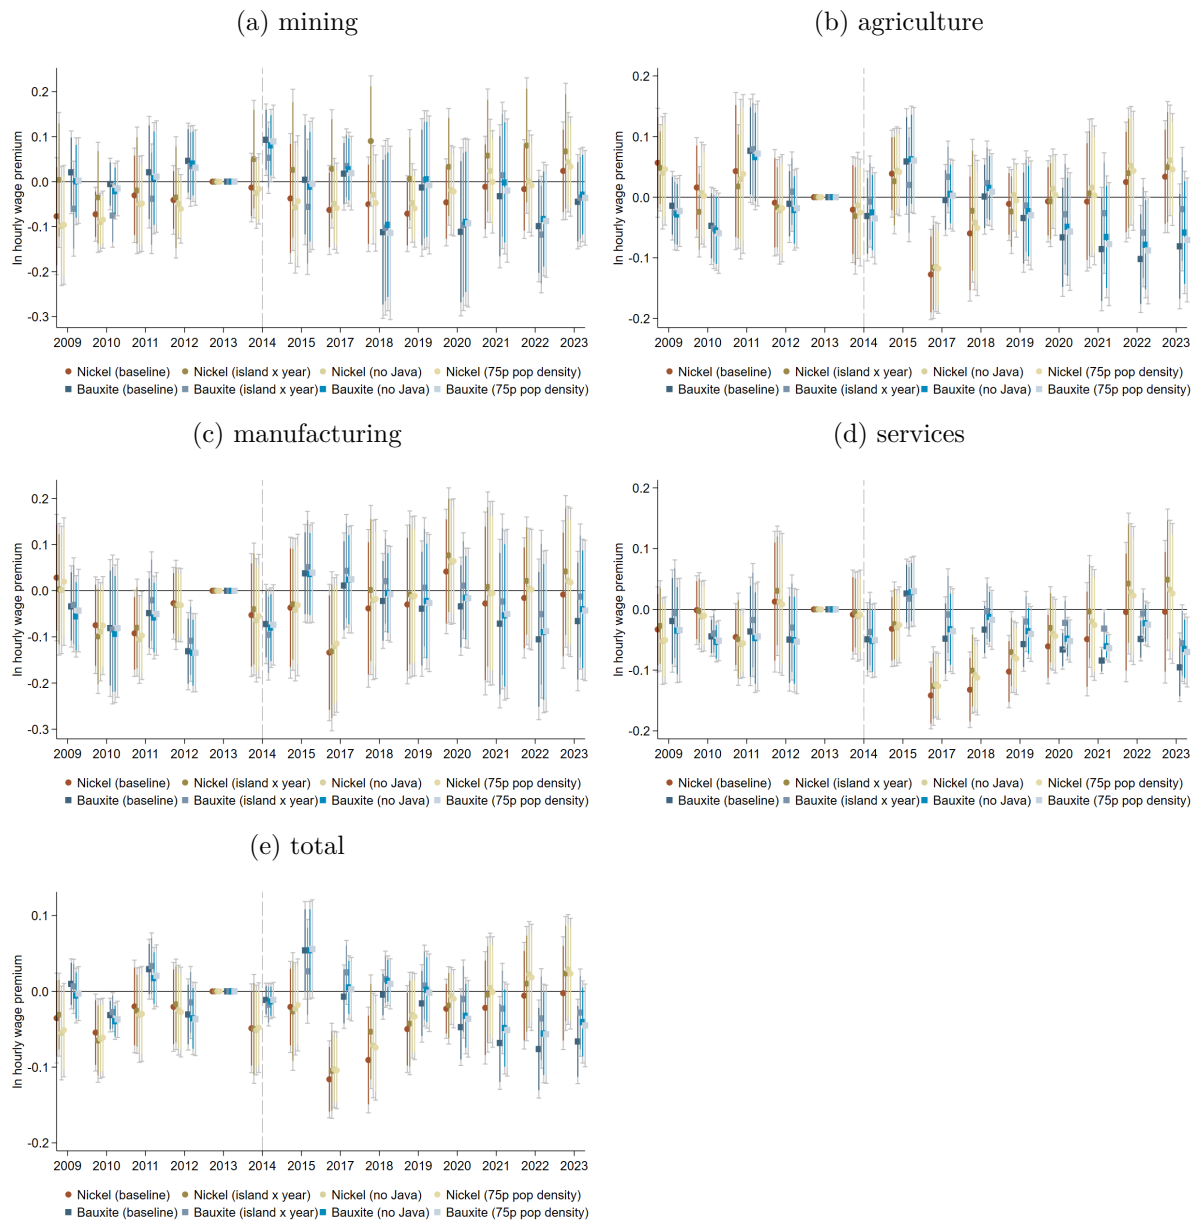 (a) mining
ln hourly wage premium
0.2
0.1
0.0
-0.1
-0.2
-0.3
2009 2010 2011 2012 2013 2014 2015 2017 2018 2019 2020 2021 2022 2023
Nickel (baseline) Nickel (island x year) Nickel (no Java) Nickel (75p pop density)
Bauxite (baseline) Bauxite (island x year) Bauxite (no Java) Bauxite (75p pop density)
(b) agriculture
ln hourly wage premium
0.2
0.1
0.0
-0.1
-0.2
2009 2010 2011 2012 2013 2014 2015 2017 2018 2019 2020 2021 2022 2023
Nickel (baseline) Nickel (island x year) Nickel (no Java) Nickel (75p pop density)
Bauxite (baseline) Bauxite (island x year) Bauxite (no Java) Bauxite (75p pop density)
(c) manufacturing
ln hourly wage premium
0.2
0.1
0.0
-0.1
-0.2
-0.3
2009 2010 2011 2012 2013 2014 2015 2017 2018 2019 2020 2021 2022 2023
Nickel (baseline) Nickel (island x year) Nickel (no Java) Nickel (75p pop density)
Bauxite (baseline) Bauxite (island x year) Bauxite (no Java) Bauxite (75p pop density)
(d) services
ln hourly wage premium
0.2
0.1
0.0
-0.1
-0.2
2009 2010 2011 2012 2013 2014 2015 2017 2018 2019 2020 2021 2022 2023
Nickel (baseline) Nickel (island x year) Nickel (no Java) Nickel (75p pop density)
Bauxite (baseline) Bauxite (island x year) Bauxite (no Java) Bauxite (75p pop density)
(e) total
ln hourly wage premium
0.1
0.0
-0.1
-0.2
2009 2010 2011 2012 2013 2014 2015 2017 2018 2019 2020 2021 2022 2023
Nickel (baseline) Nickel (island x year) Nickel (no Java) Nickel (75p pop density)
Bauxite (baseline) Bauxite (island x year) Bauxite (no Java) Bauxite (75p pop density)